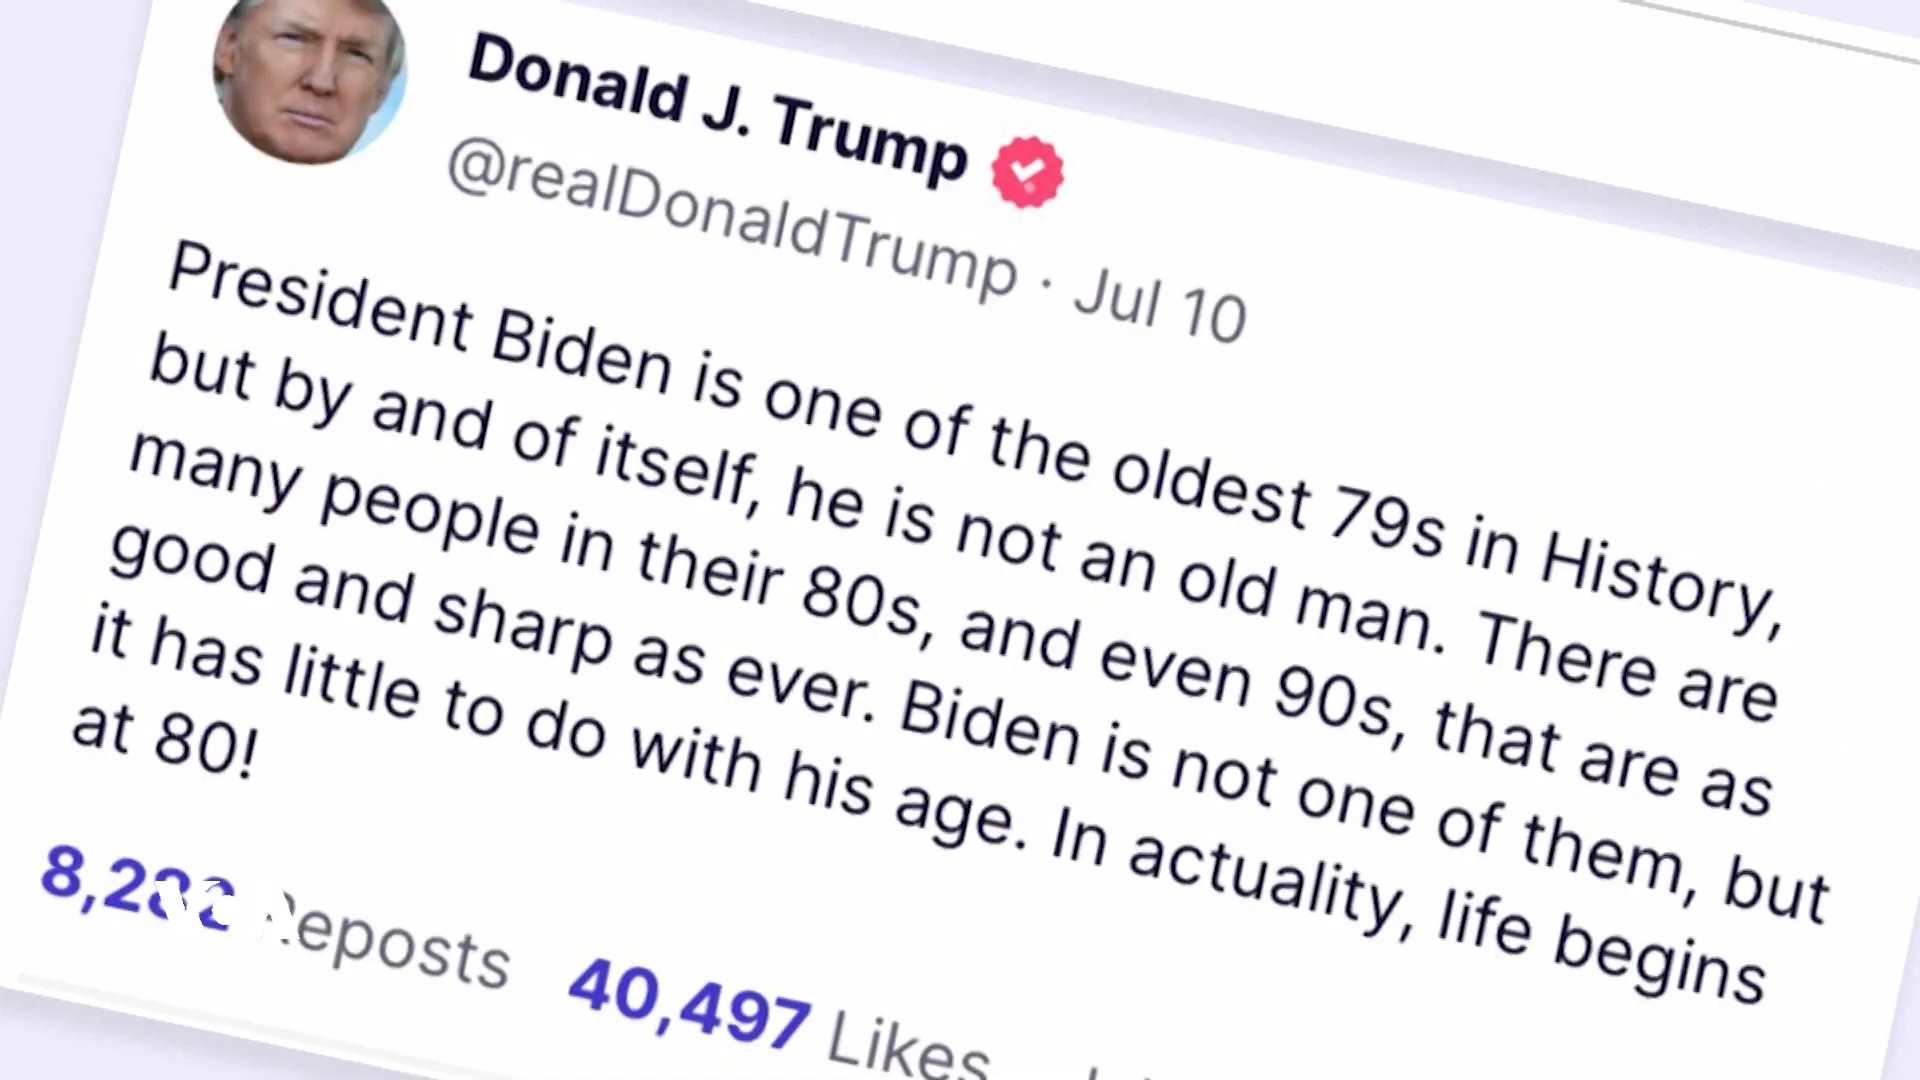 Donald J. Trump
@realDonaldTrump · Jul 10
President Biden is one of the oldest 79s in History,
but by and of itself, he is not an old man. There are
many people in their 80s, and even 90s, that are as
good and sharp as ever. Biden is not one of them, but
it has little to do with his age. In actuality, life begins
at 80!
8,282 Reposts 40,497 Likes
VOA